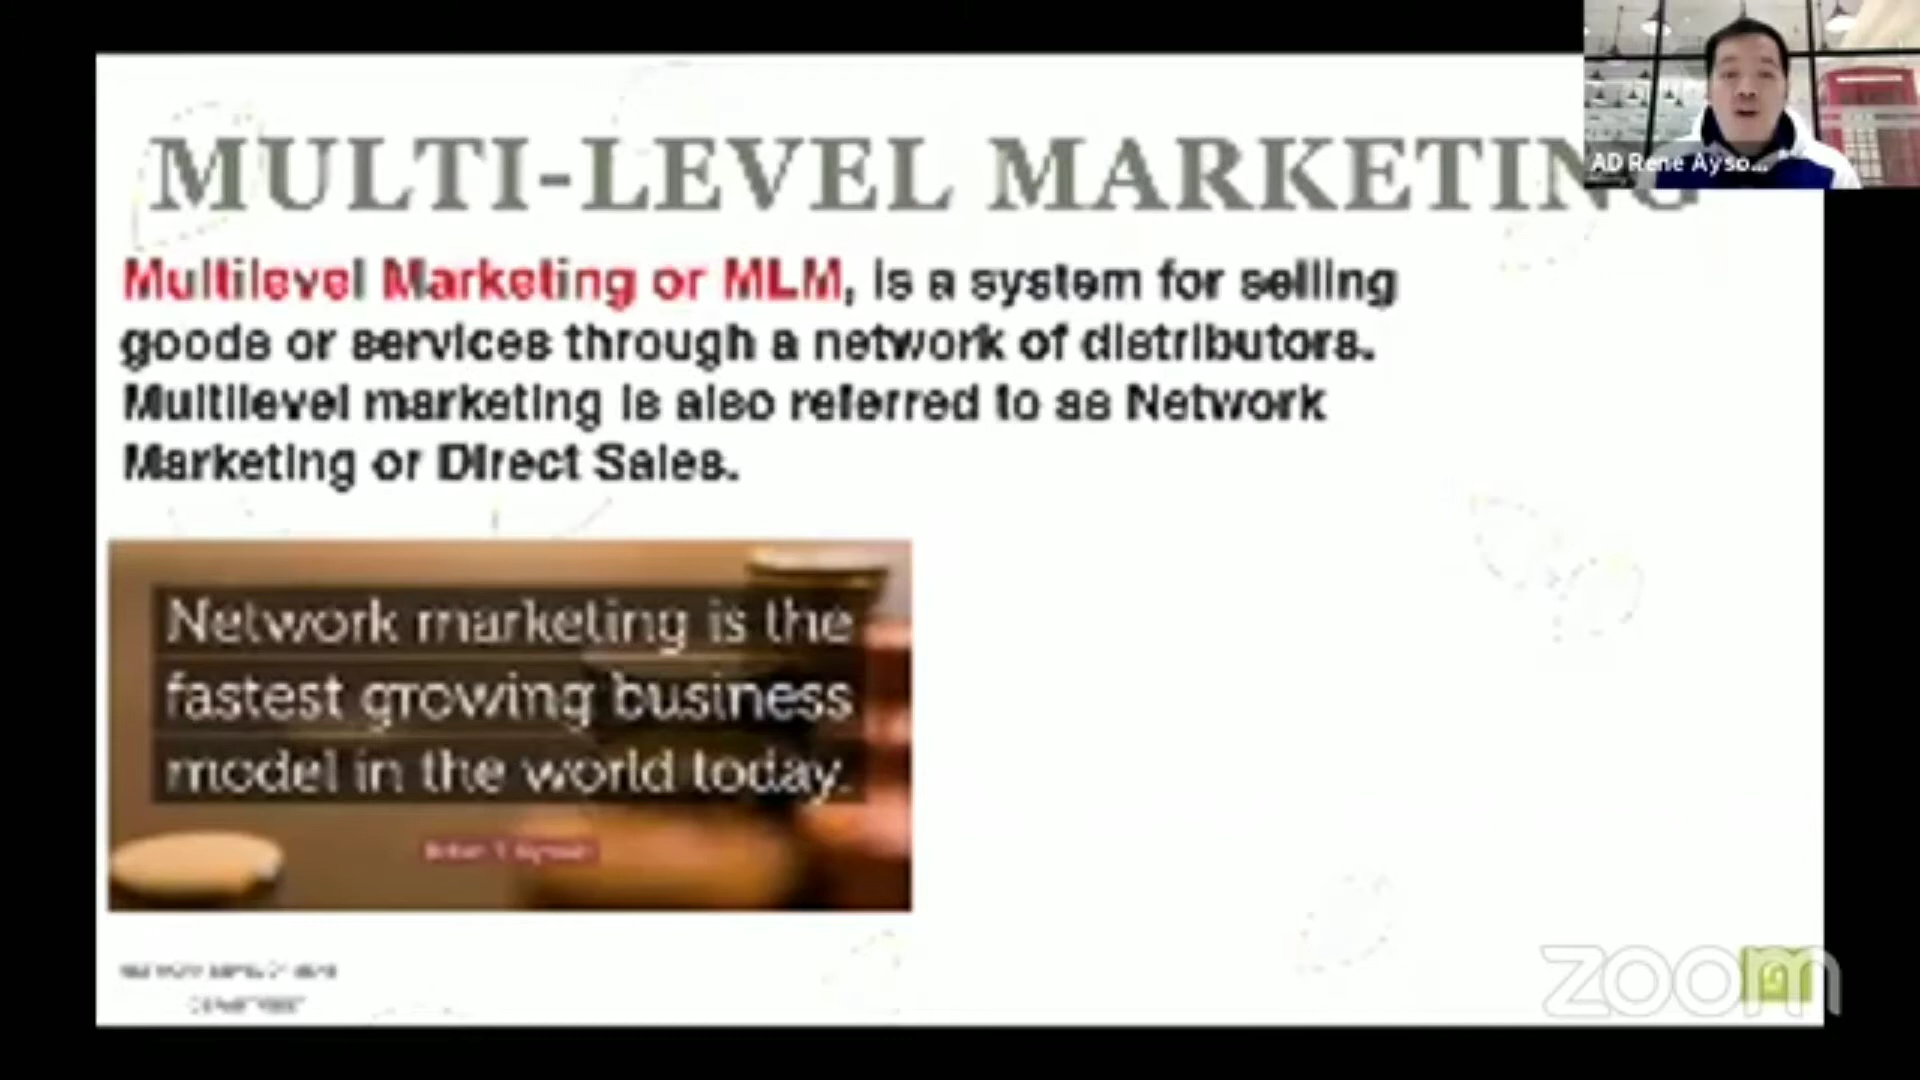 MULTI-LEVEL MARKETING
AD Rene Ayso...
Multilevel Marketing or MLM, is a system for selling
goods or services through a network of distributors.
Multilevel marketing is also referred to as Network
Marketing or Direct Sales.
Network marketing is the
fastest growing business
model in the world today.
zoom